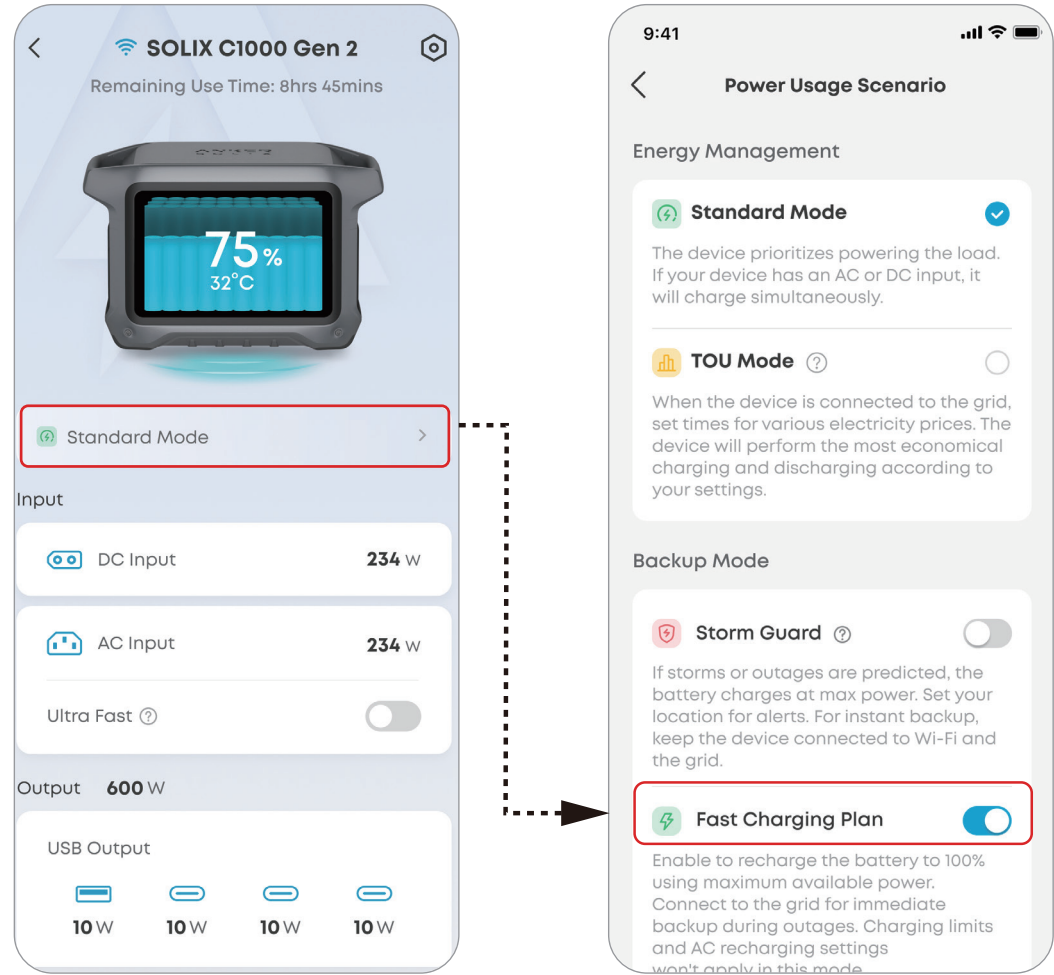 SOLIX C1000 Gen 2
Remaining Use Time: 8hrs 45mins
ANKER
SOLIX
75%
32°C
Standard Mode
Input
DC Input 234 W
AC Input 234 W
Ultra Fast ?
Output 600 W
USB Output
10 W 10 W 10 W 10 W
9:41
Power Usage Scenario
Energy Management
Standard Mode
The device prioritizes powering the load.
If your device has an AC or DC input, it
will charge simultaneously.
TOU Mode ?
When the device is connected to the grid,
set times for various electricity prices. The
device will perform the most economical
charging and discharging according to
your settings.
Backup Mode
Storm Guard ?
If storms or outages are predicted, the
battery charges at max power. Set your
location for alerts. For instant backup,
keep the device connected to Wi-Fi and
the grid.
Fast Charging Plan
Enable to recharge the battery to 100%
using maximum available power.
Connect to the grid for immediate
backup during outages. Charging limits
and AC recharging settings
won't apply in this mode